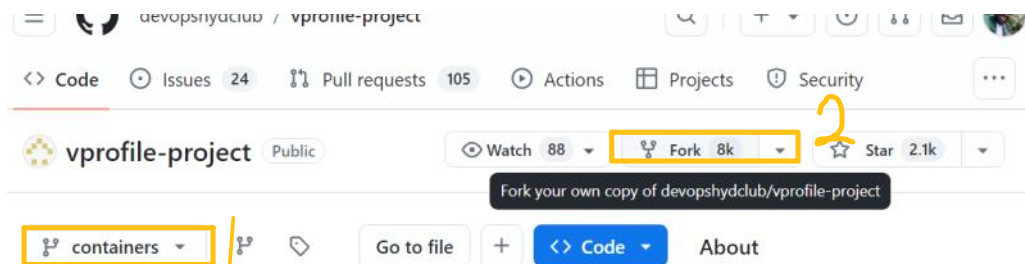 devopshydclub / vprofile-project
<> Code Issues 24 Pull requests 105 Actions Projects Security ...
vprofile-project Public Watch 88 Fork 8k Star 2.1k
2
Fork your own copy of devopshydclub/vprofile-project
containers 1 Go to file + <> Code About